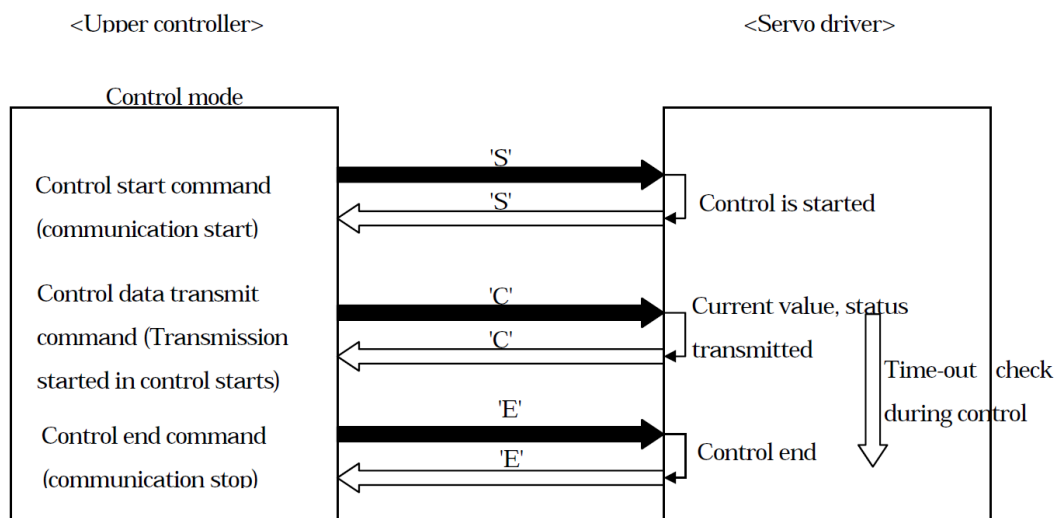 <Upper controller>
<Servo driver>
Control mode
'S'
Control start command
(communication start)
'S'
Control is started
Control data transmit
command (Transmission
started in control starts)
'C'
'C'
Current value, status
transmitted
Time-out check
during control
Control end command
(communication stop)
'E'
'E'
Control end